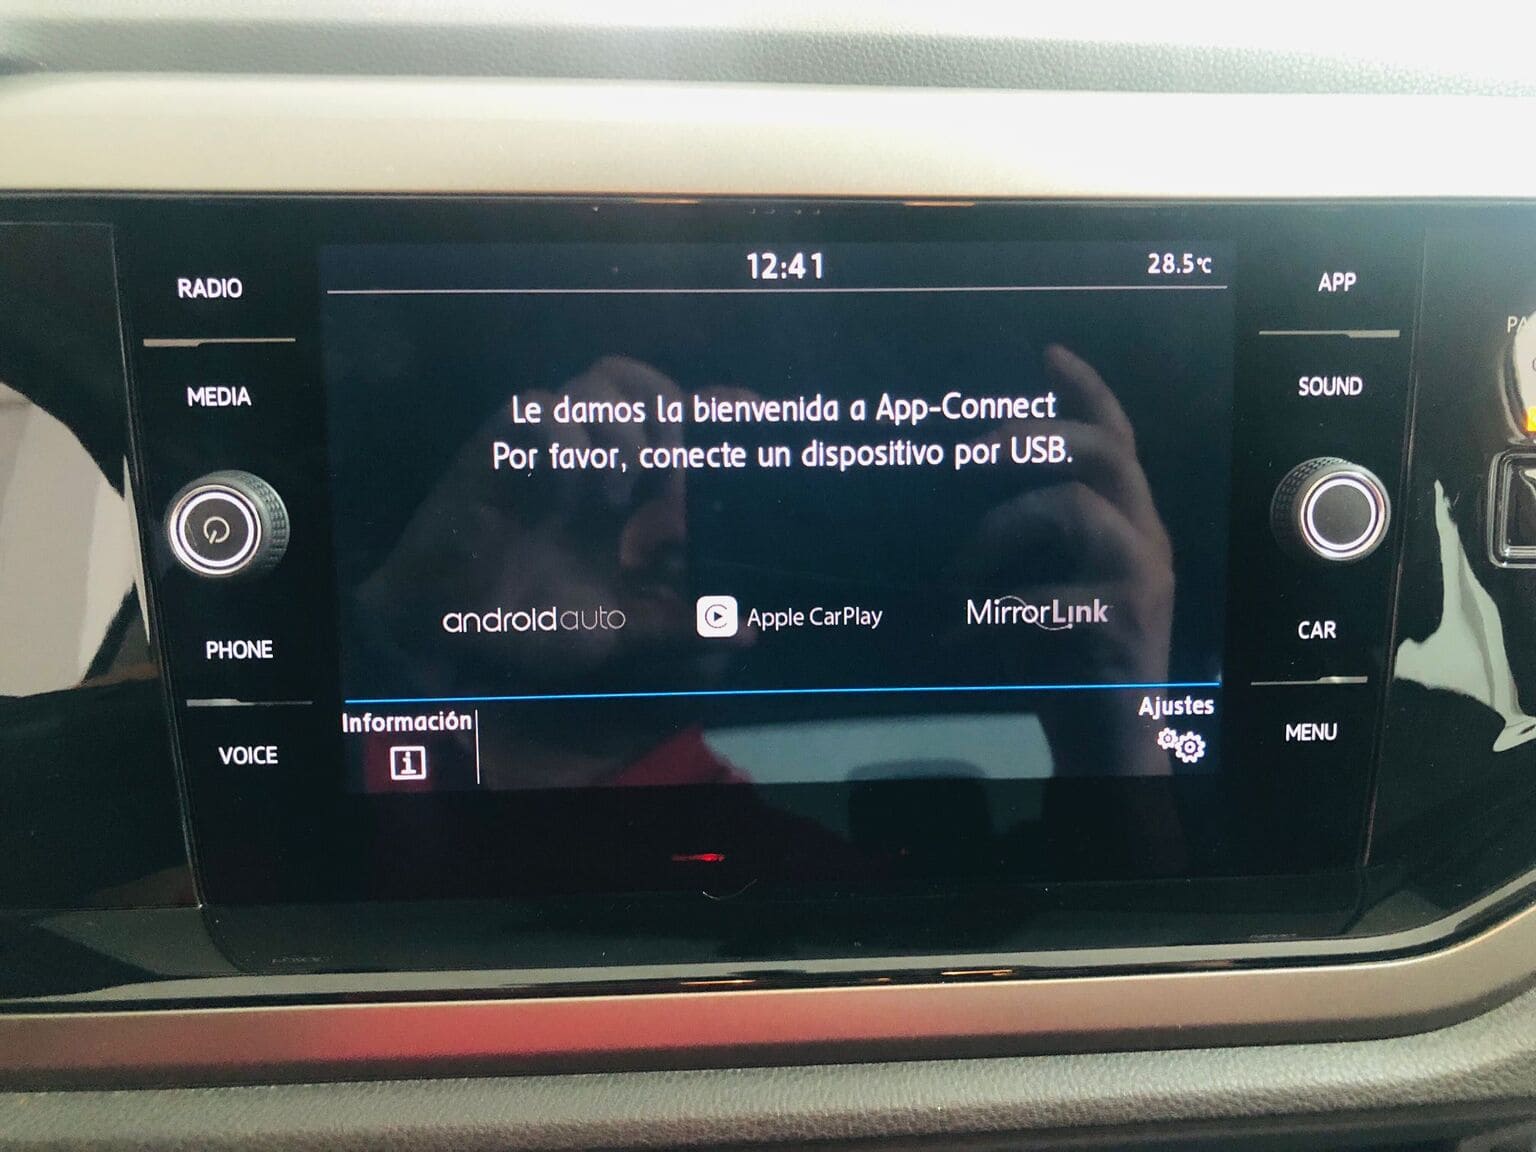 12:41
28.5°C
RADIO
MEDIA
PHONE
VOICE
Le damos la bienvenida a App-Connect
Por favor, conecte un dispositivo por USB.
androidauto
Apple CarPlay
MirrorLink
Información
i
Ajustes
APP
SOUND
CAR
MENU